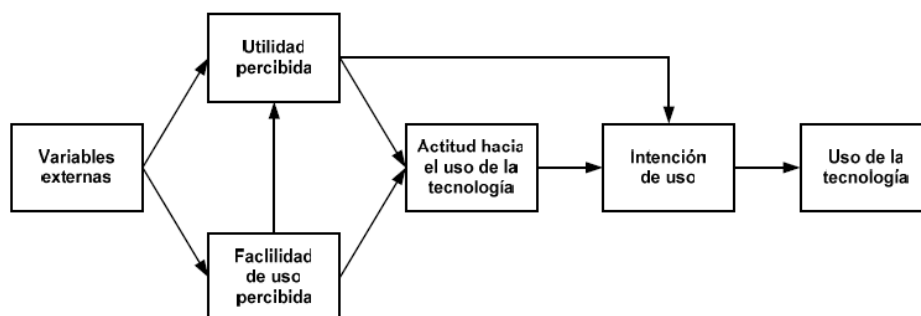 Utilidad
percibida
Variables
externas
Actitud hacia
el uso de la
tecnología
Intención
de uso
Uso de la
tecnología
Faclilidad
de uso
percibida